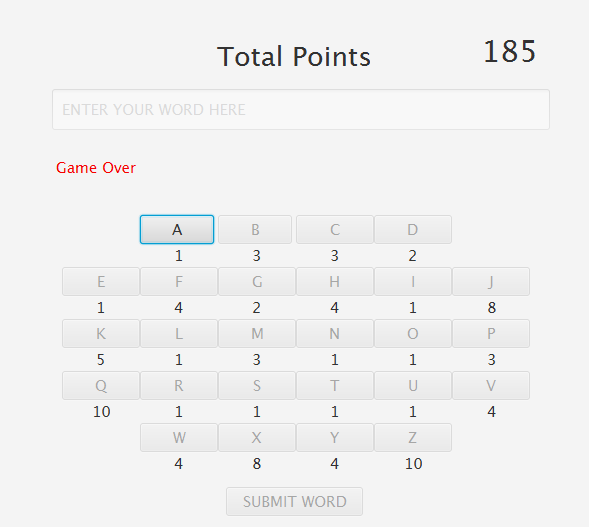 Total Points 185
ENTER YOUR WORD HERE
Game Over
A B C D
1 3 3 2
E F G H I J
1 4 2 4 1 8
K L M N O P
5 1 3 1 1 3
Q R S T U V
10 1 1 1 1 4
W X Y Z
4 8 4 10
SUBMIT WORD